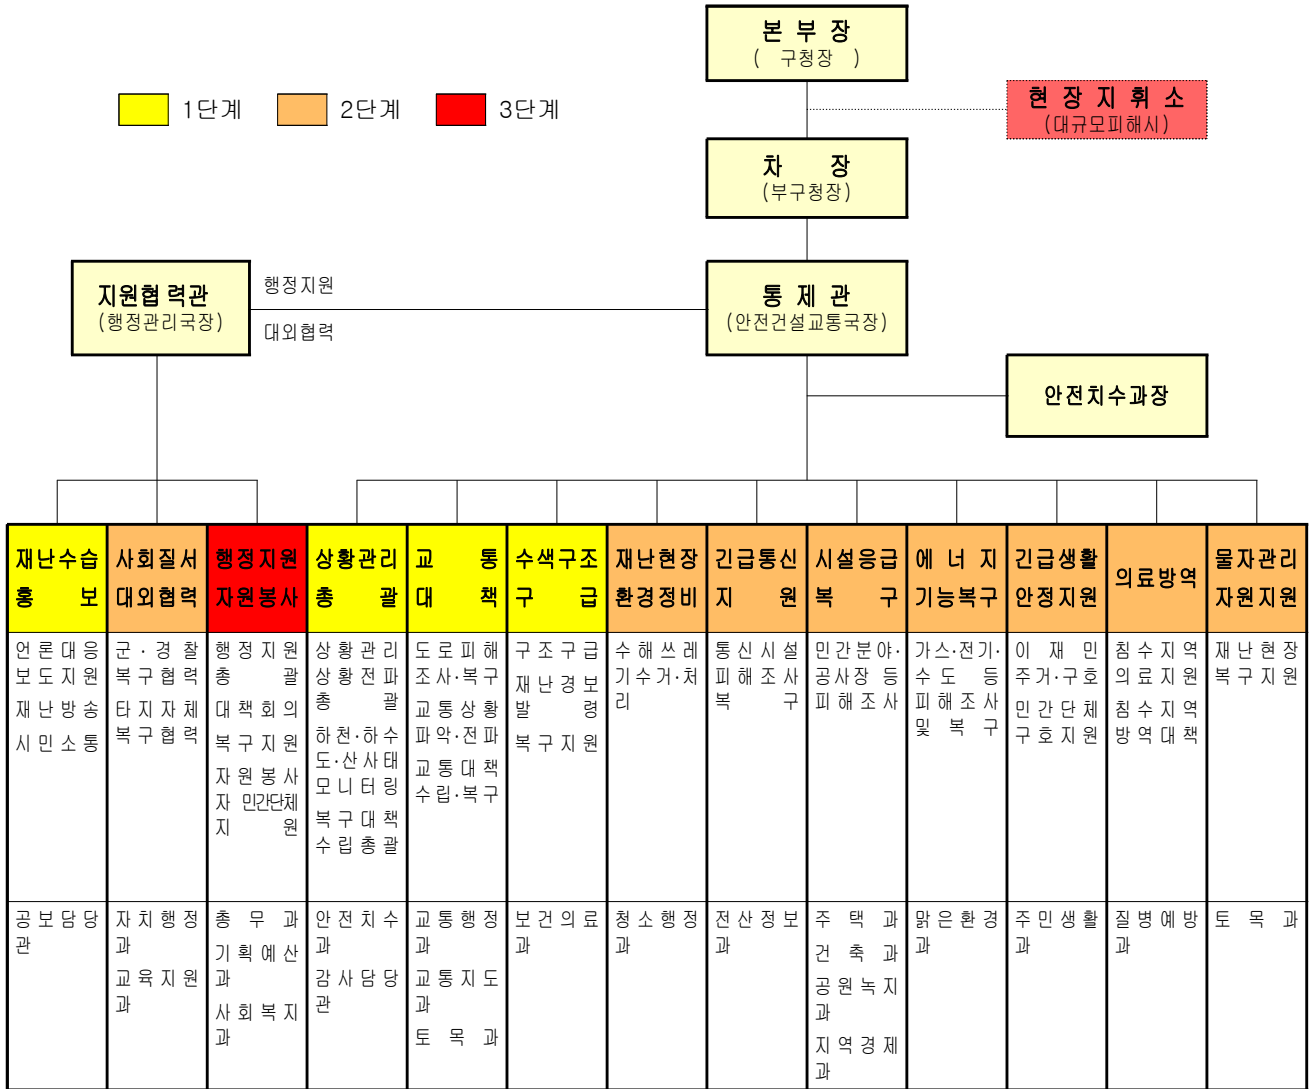 본 부 장
( 구청장 )
1단계 2단계 3단계
현 장 지 휘 소
(대규모피해시)
차 장
(부구청장)
지원협력관
(행정관리국장)
행정지원
대외협력
통 제 관
(안전건설교통국장)
안전치수과장
재난수습
홍 보
사회질서
대외협력
행정지원
자원봉사
상황관리
총 괄
교 통
대 책
수색구조
구 급
재난현장
환경정비
긴급통신
지 원
시설응급
복 구
에 너 지
기능복구
긴급생활
안정지원
의료방역
물자관리
자원지원
언론대응
보도지원
재난방송
시민소통
군 · 경찰
복구협력
타지자체
복구협력
행정지원
총 괄
대책회의
복구지원
자원봉사
자 민간단체
지 원
상황관리
상황전파
총 괄
하천·하수
도·산사태
모니터링
복구대책
수립총괄
도로피해
조사·복구
교통상황
파악·전파
교통대책
수립·복구
구조구급
재난경보
발 령
복구지원
수해쓰레
기수거·처
리
통신시설
피해조사
복 구
민간분야·
공사장 등
피해조사
가스·전기·
수도 등
피해조사
및 복구
이 재 민
주거·구호
민간단체
구호지원
침수지역
의료지원
침수지역
방역대책
재난현장
복구지원
공보담당
관
자치행정
과
교육지원
과
총 무 과
기획예산
과
사회복지
과
안전치수
과
감사담당
관
교통행정
과
교통지도
과
토 목 과
보건의료
과
청소행정
과
전산정보
과
주 택 과
건 축 과
공원녹지
과
지역경제
과
맑은환경
과
주민생활
과
질병예방
과
토 목 과